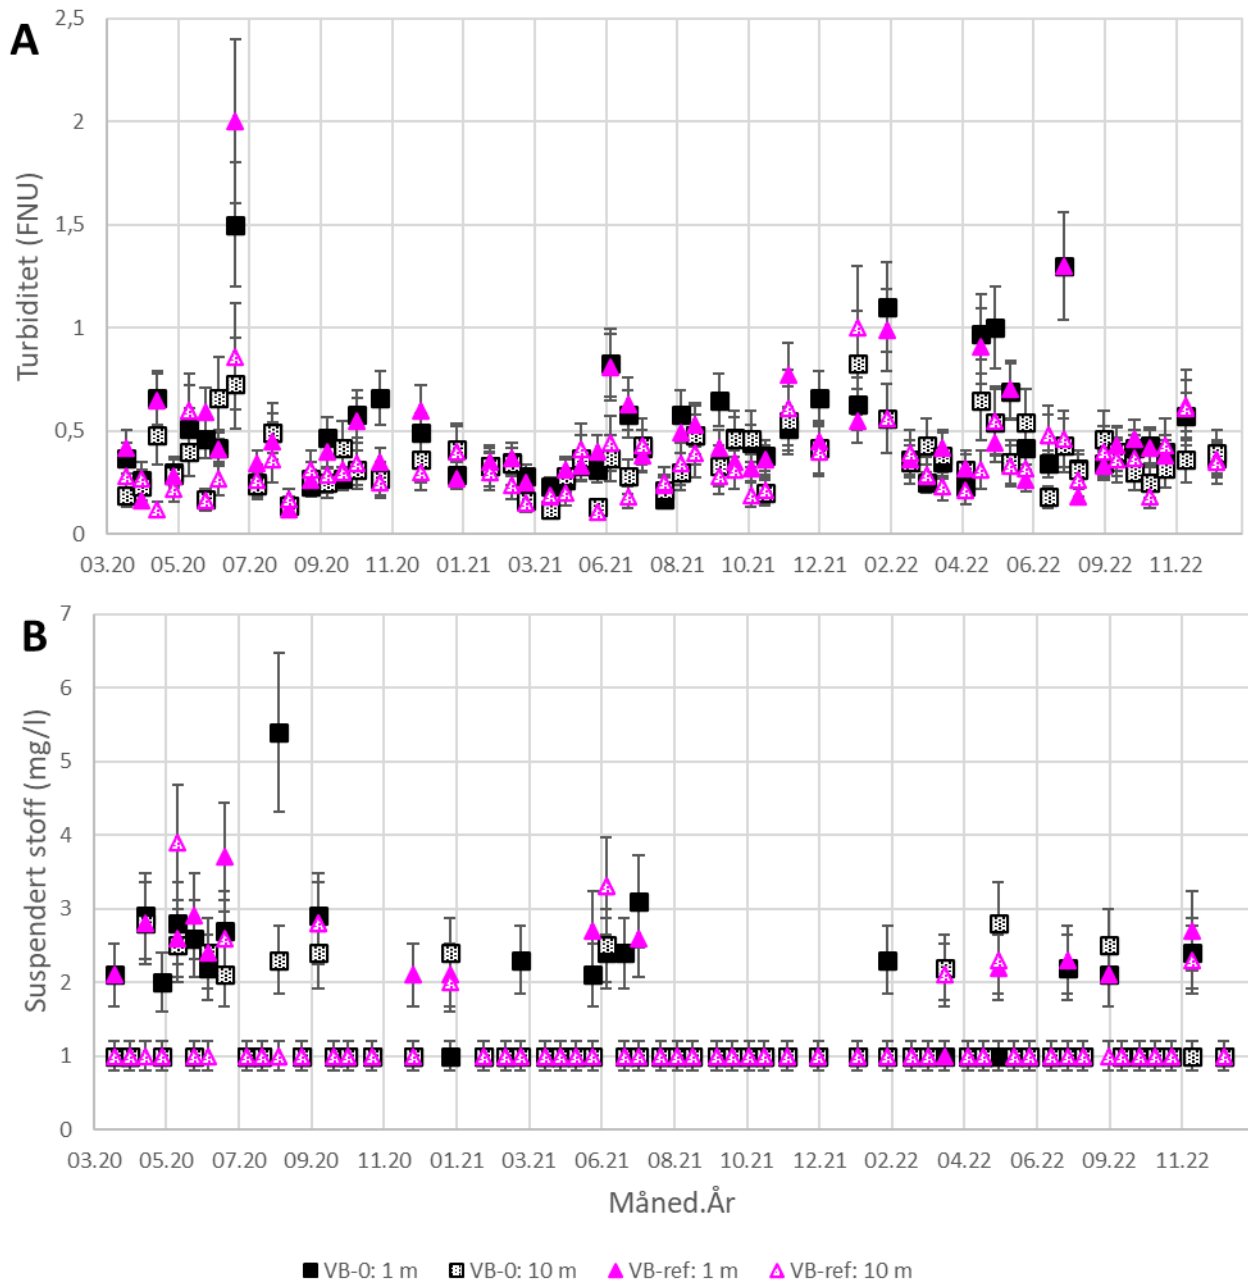 A
2,5
2
1,5
1
0,5
0
Turbiditet (FNU)
03.20 05.20 07.20 09.20 11.20 01.21 03.21 06.21 08.21 10.21 12.21 02.22 04.22 06.22 09.22 11.22
B
7
6
5
4
3
2
1
0
Suspendert stoff (mg/l)
03.20 05.20 07.20 09.20 11.20 01.21 03.21 06.21 08.21 10.21 12.21 02.22 04.22 06.22 09.22 11.22
Måned.År
VB-0: 1 m VB-0: 10 m VB-ref: 1 m VB-ref: 10 m